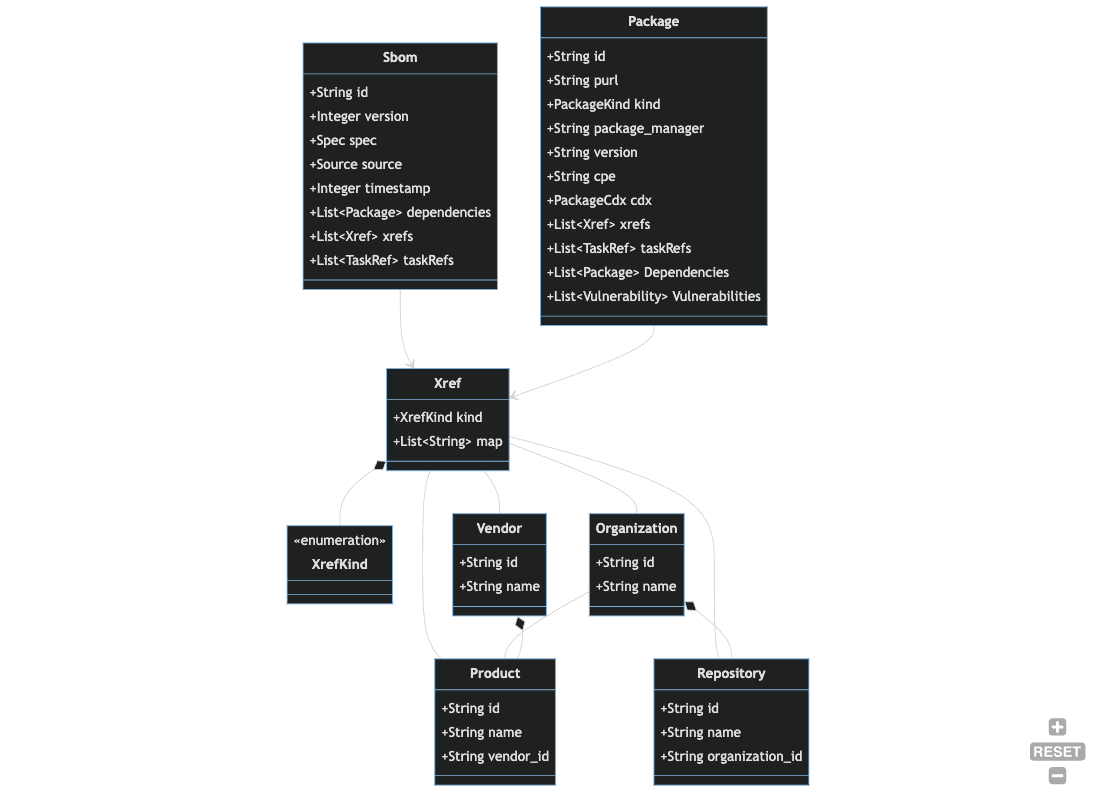 Sbom
+String id
+Integer version
+Spec spec
+Source source
+Integer timestamp
+List<Package> dependencies
+List<Xref> xrefs
+List<TaskRef> taskRefs
Package
+String id
+String purl
+PackageKind kind
+String package_manager
+String version
+String cpe
+PackageCdx cdx
+List<Xref> xrefs
+List<TaskRef> taskRefs
+List<Package> Dependencies
+List<Vulnerability> Vulnerabilities
Xref
+XrefKind kind
+List<String> map
«enumeration»
XrefKind
Vendor
+String id
+String name
Organization
+String id
+String name
Product
+String id
+String name
+String vendor_id
Repository
+String id
+String name
+String organization_id
RESET